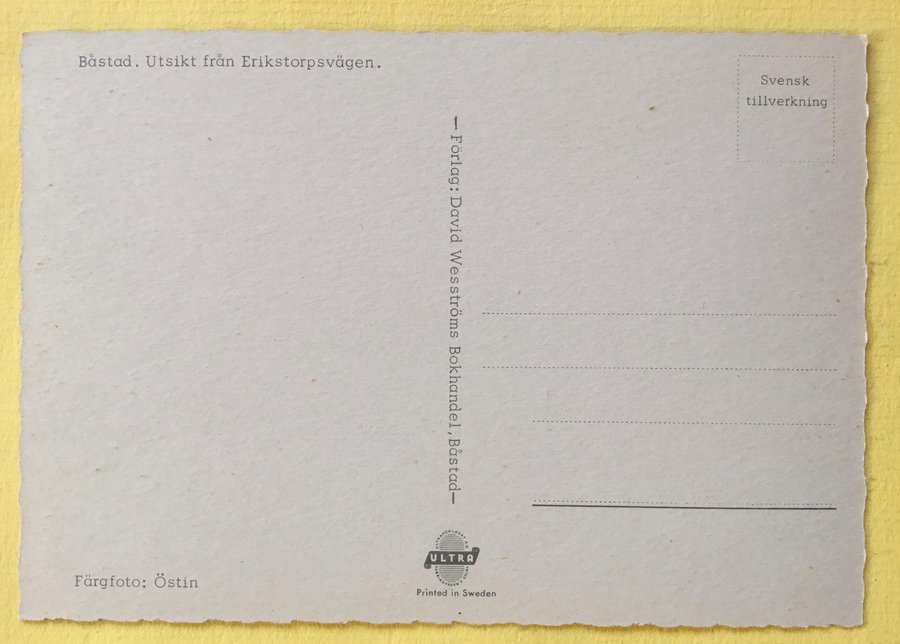 Båstad. Utsikt från Erikstorpsvägen.
Svensk
tillverkning
— Förlag: David Wesströms Bokhandel, Båstad—
Färgfoto: Östin
ULTRA
Printed in Sweden